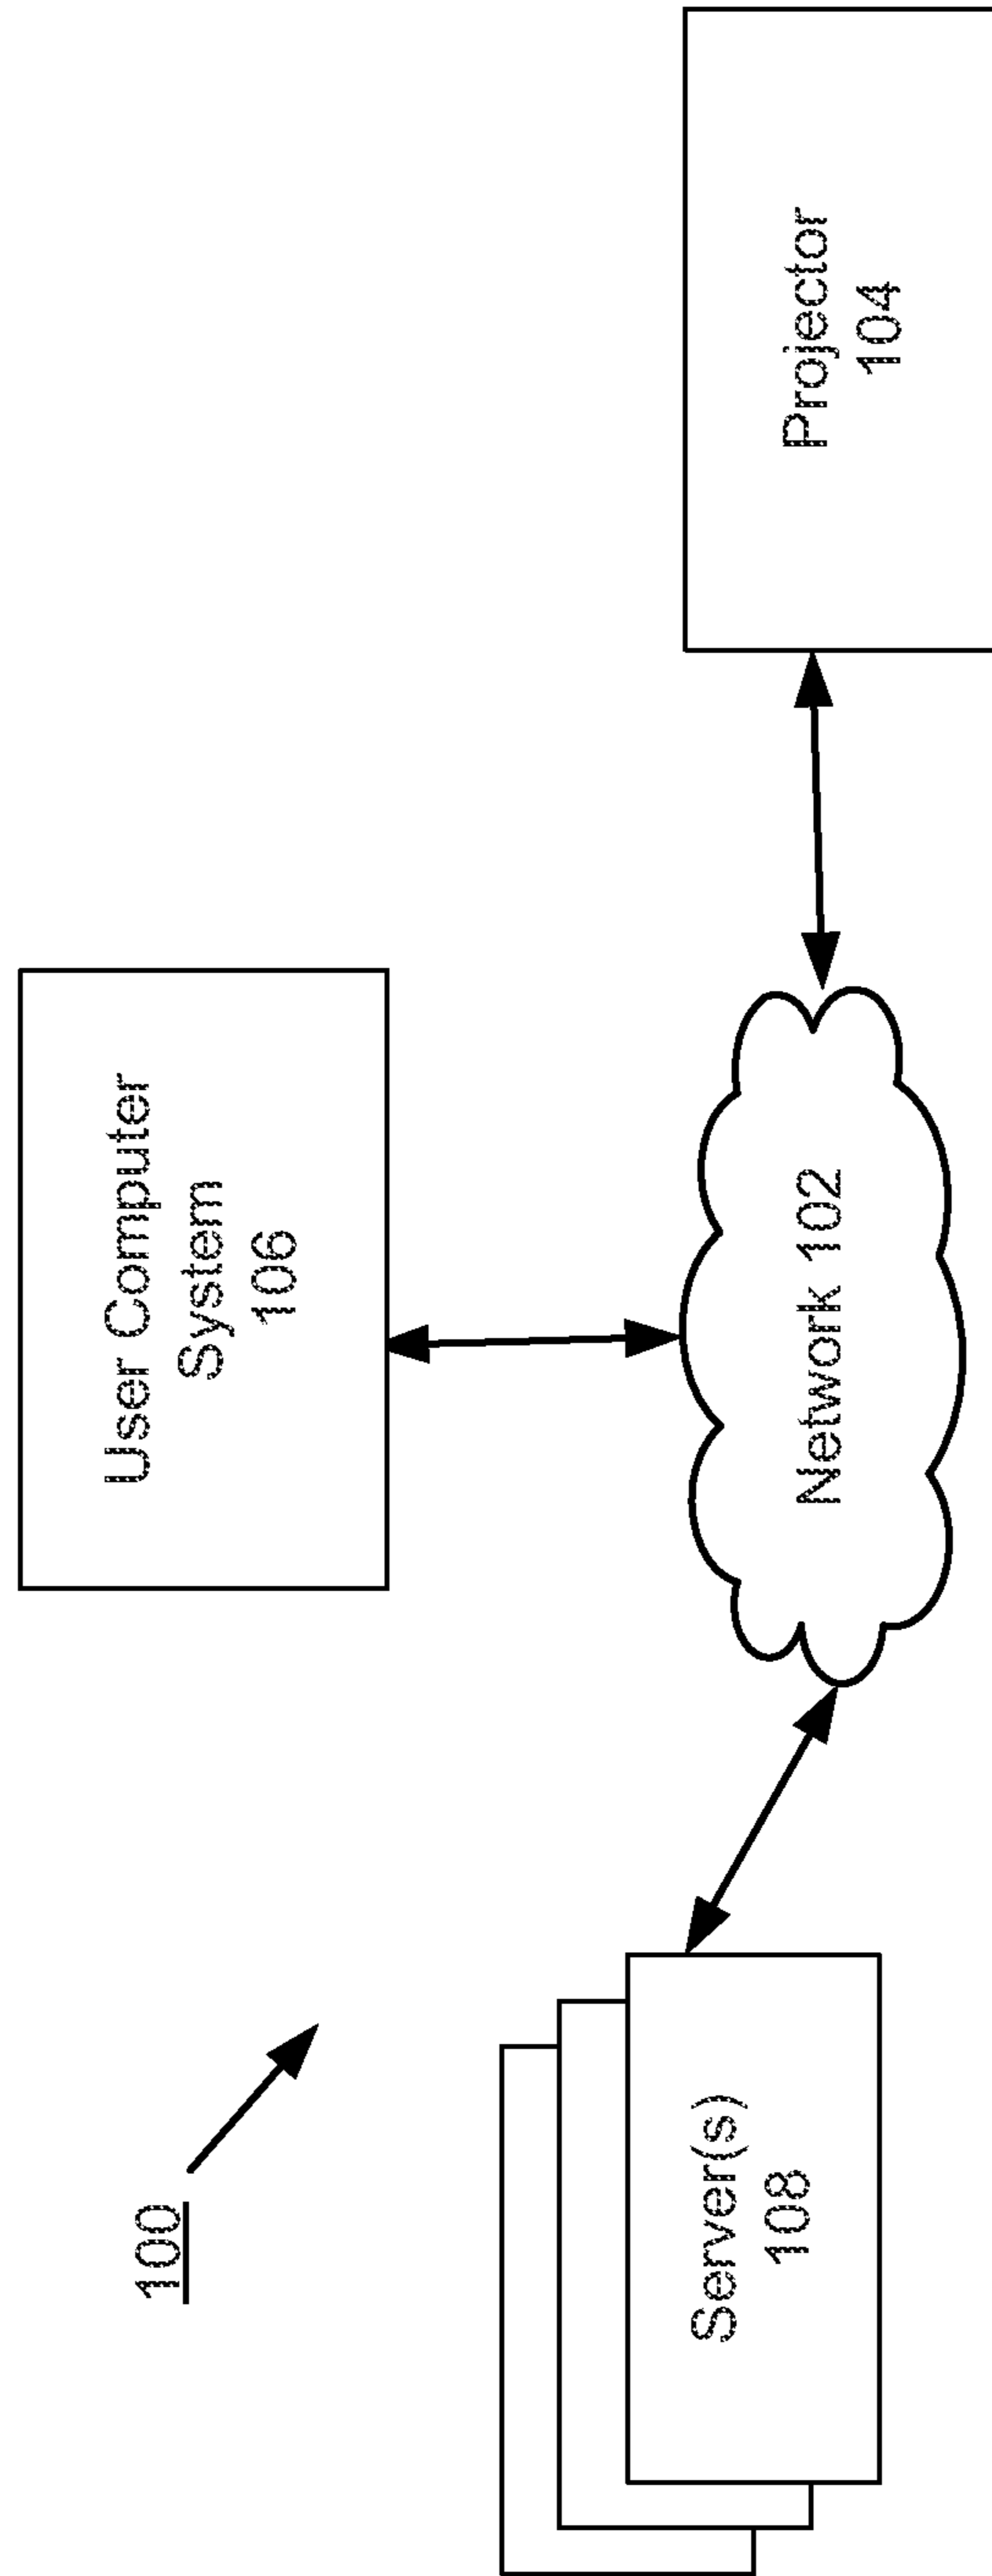 100
User Computer
System
106
Server(s)
108
Network 102
Projector
104